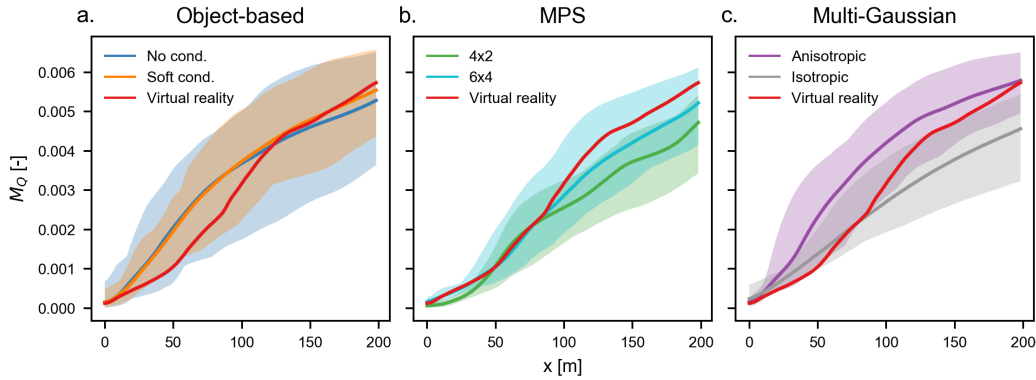 a. Object-based
b. MPS
c. Multi-Gaussian
No cond.
Soft cond.
Virtual reality
4x2
6x4
Virtual reality
Anisotropic
Isotropic
Virtual reality
M_Q [-]
0.006
0.005
0.004
0.003
0.002
0.001
0.000
0 50 100 150 200
0 50 100 150 200
0 50 100 150 200
x [m]